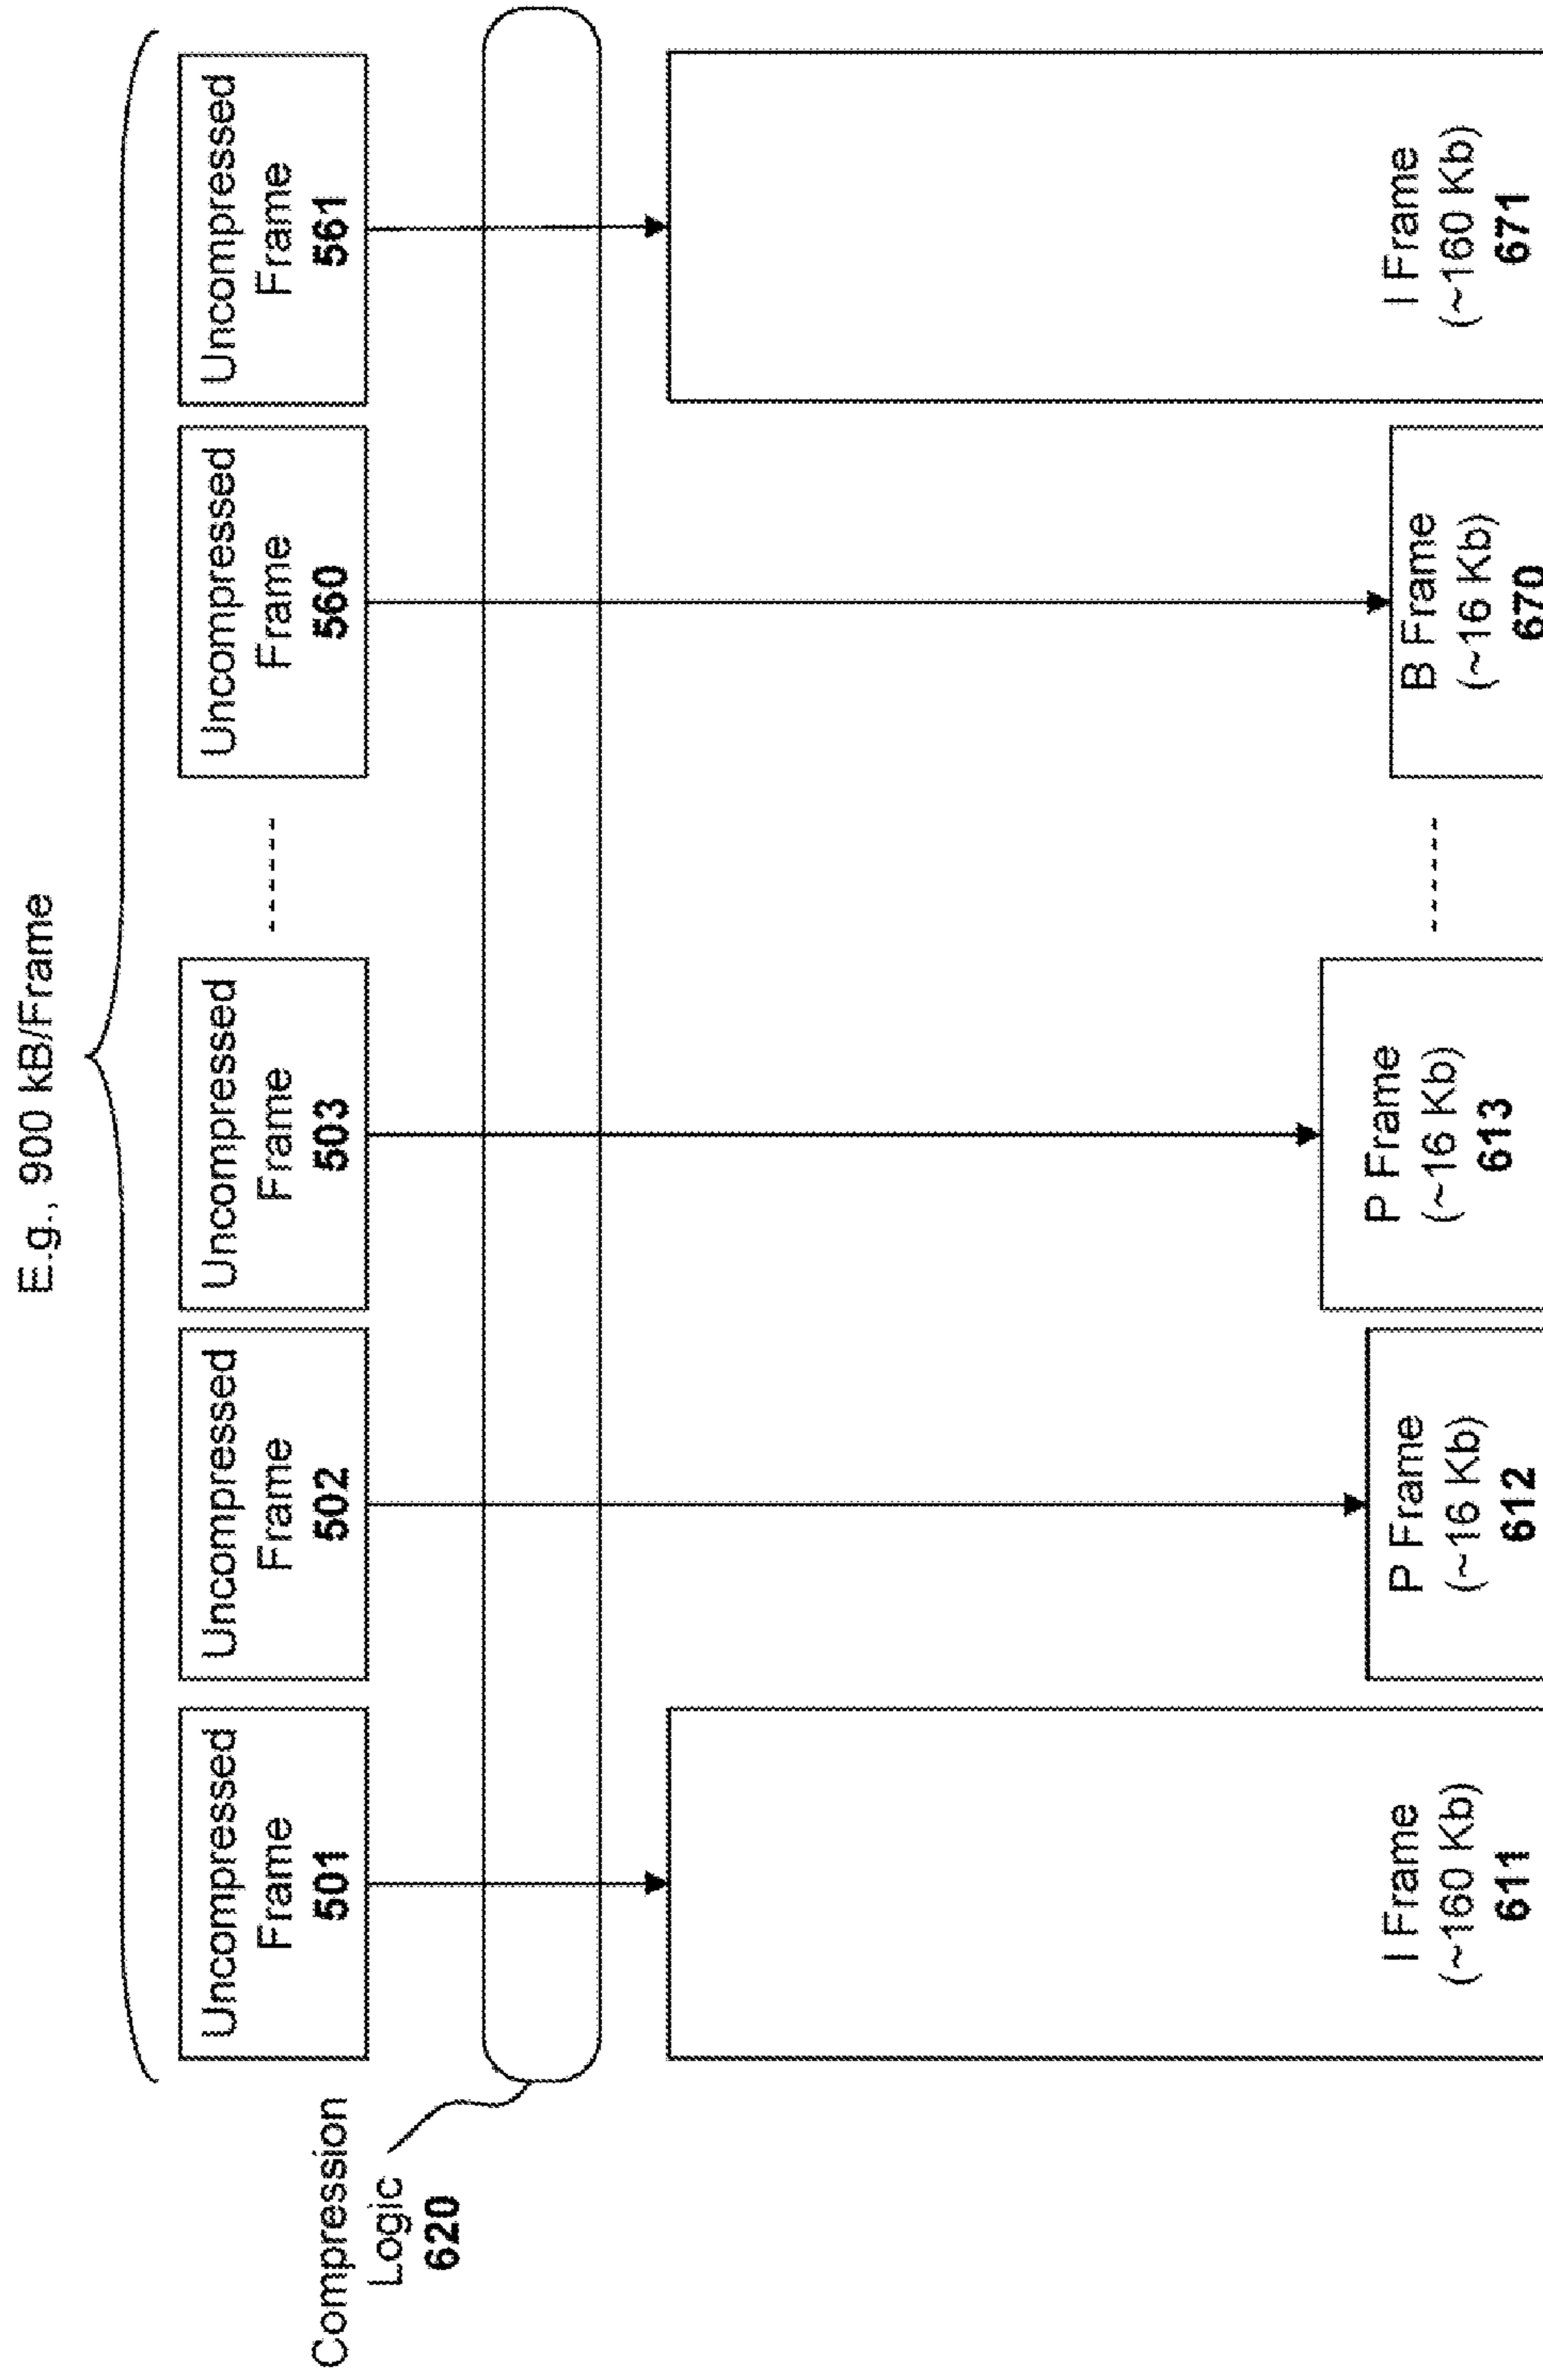 E.g., 900 kB/Frame
Uncompressed
Frame
501
Uncompressed
Frame
502
Uncompressed
Frame
503
------
Uncompressed
Frame
560
Uncompressed
Frame
561
Compression
Logic
620
I Frame
(~160 Kb)
611
P Frame
(~16 Kb)
612
P Frame
(~16 Kb)
613
------
B Frame
(~16 Kb)
670
I Frame
(~160 Kb)
671